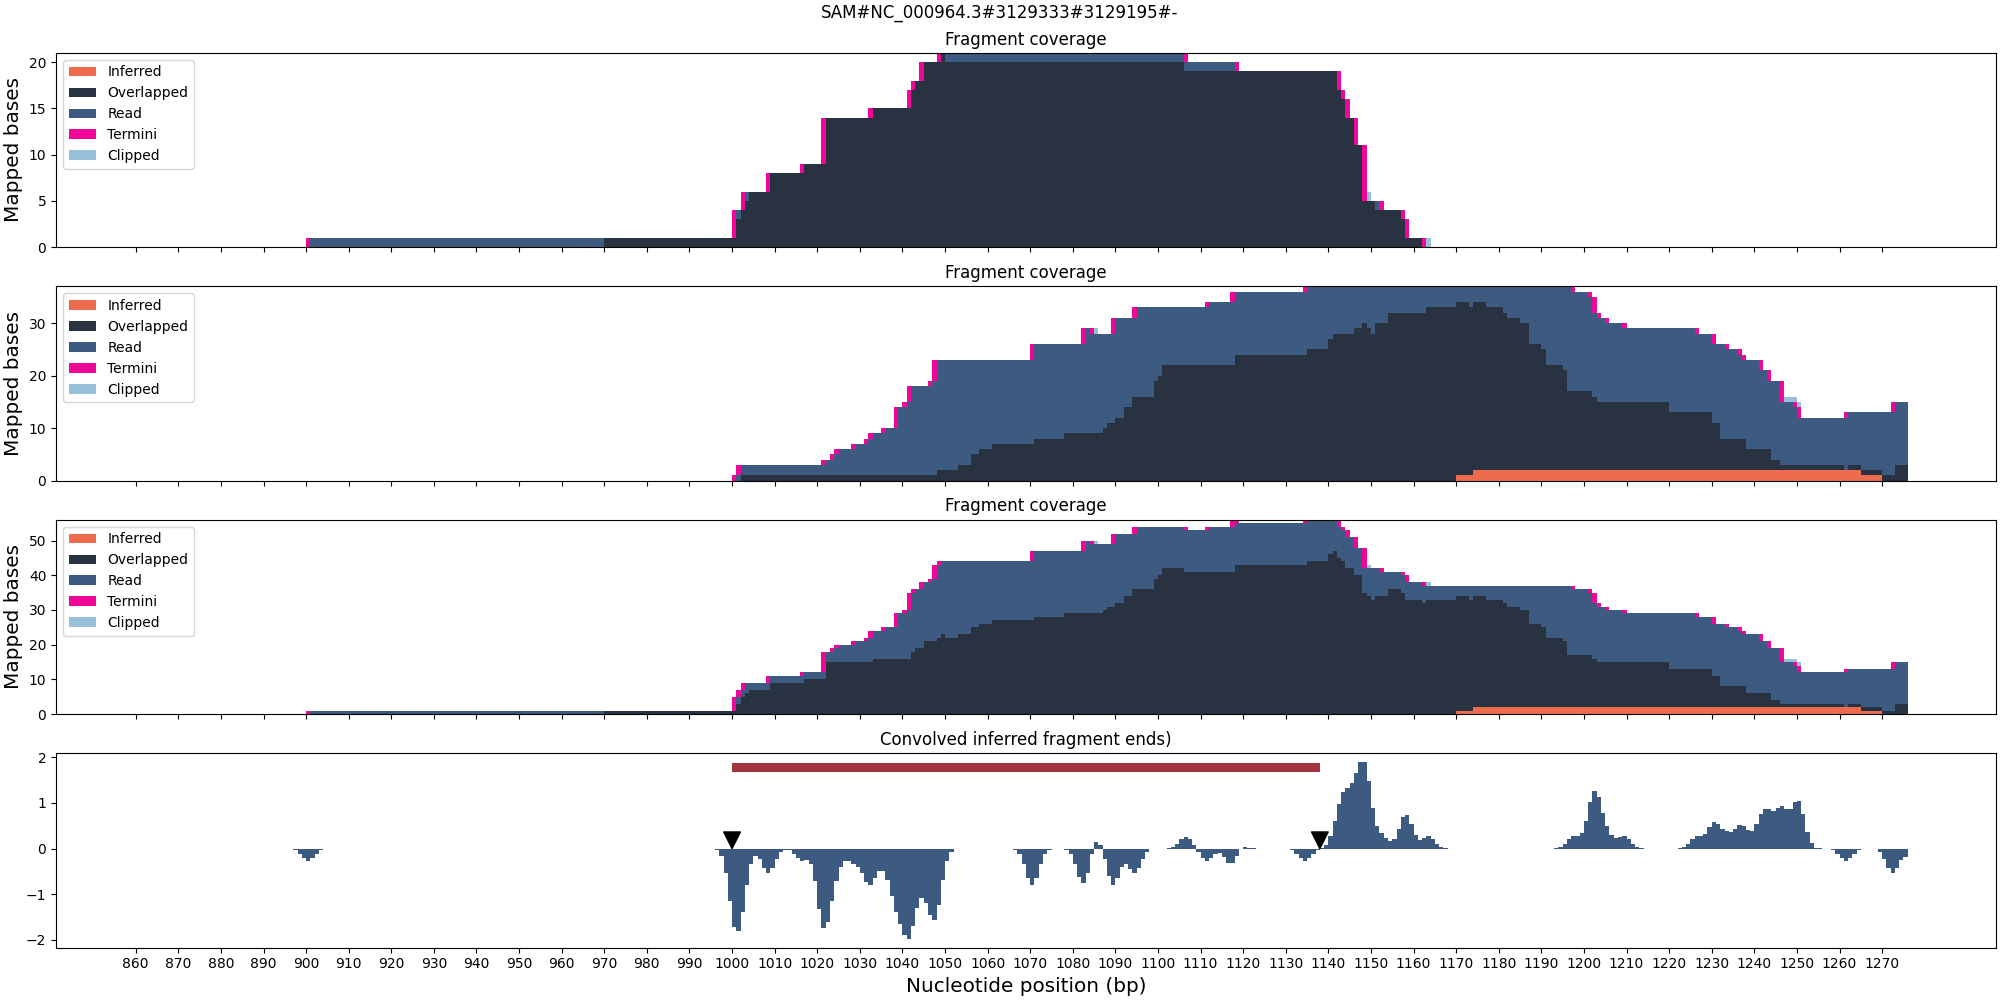 SAM#NC_000964.3#3129333#3129195#-
Fragment coverage
Mapped bases
20
15
10
5
0
Inferred
Overlapped
Read
Termini
Clipped
Fragment coverage
Mapped bases
30
20
10
0
Inferred
Overlapped
Read
Termini
Clipped
Fragment coverage
Mapped bases
50
40
30
20
10
0
Inferred
Overlapped
Read
Termini
Clipped
Convolved inferred fragment ends)
2
1
0
−1
−2
860 870 880 890 900 910 920 930 940 950 960 970 980 990 1000 1010 1020 1030 1040 1050 1060 1070 1080 1090 1100 1110 1120 1130 1140 1150 1160 1170 1180 1190 1200 1210 1220 1230 1240 1250 1260 1270
Nucleotide position (bp)